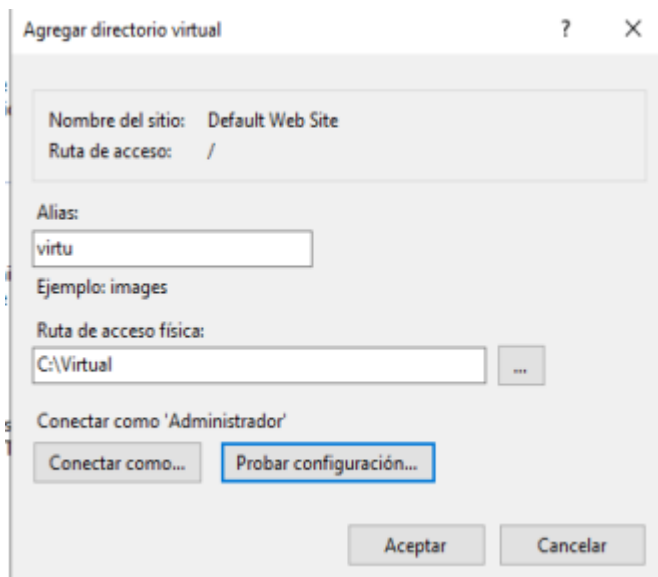 Agregar directorio virtual
Nombre del sitio: Default Web Site
Ruta de acceso: /
Alias:
virtu
Ejemplo: images
Ruta de acceso física:
C:\Virtual
...
Conectar como 'Administrador'
Conectar como... Probar configuración...
Aceptar Cancelar